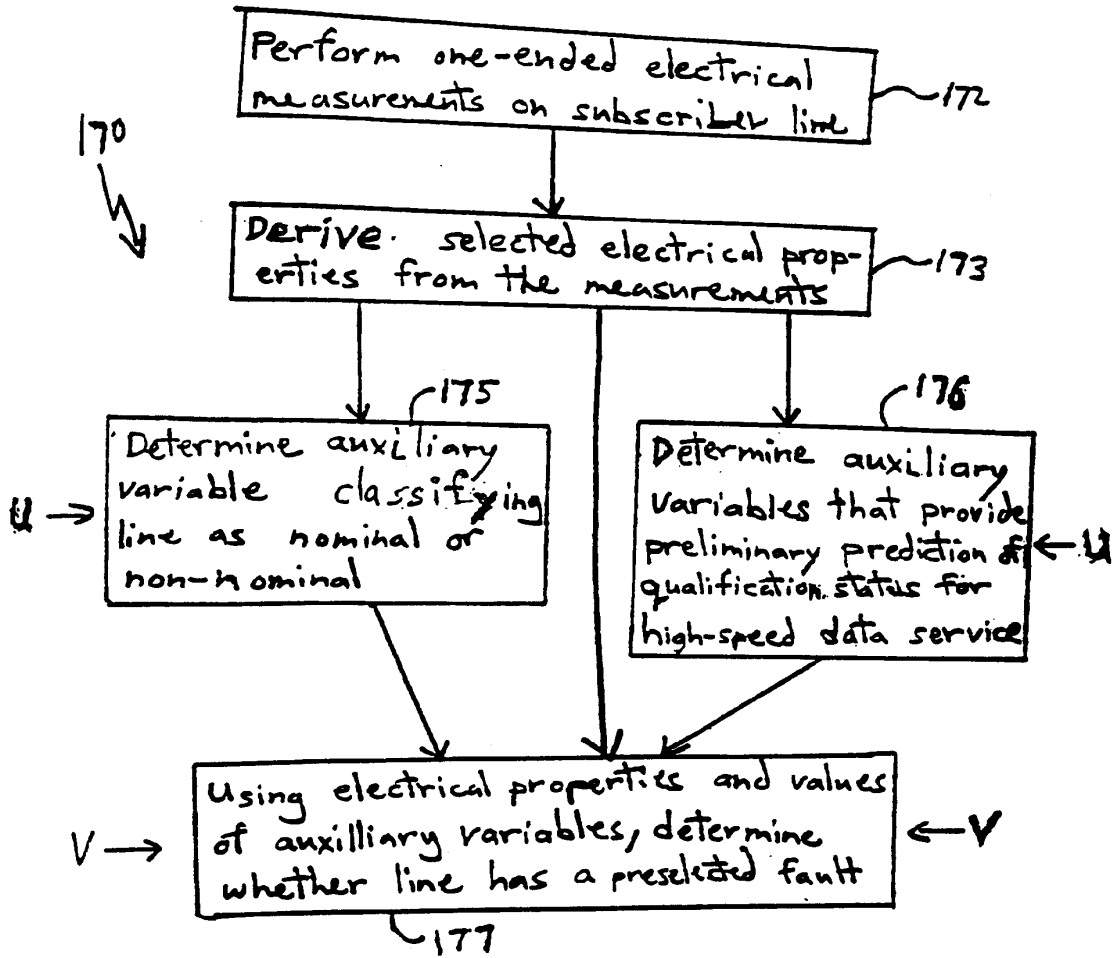 Perform one-ended electrical
measurements on subscriber line
172
170
Derive. selected electrical prop-
erties from the measurements
173
175
Determine auxiliary
variable classifying
line as nominal or
non-nominal
U
176
Determine auxiliary
variables that provide
preliminary prediction of
qualification status for
high-speed data service
U
Using electrical properties and values
of auxilliary variables, determine
whether line has a preselected fault
V
V
177